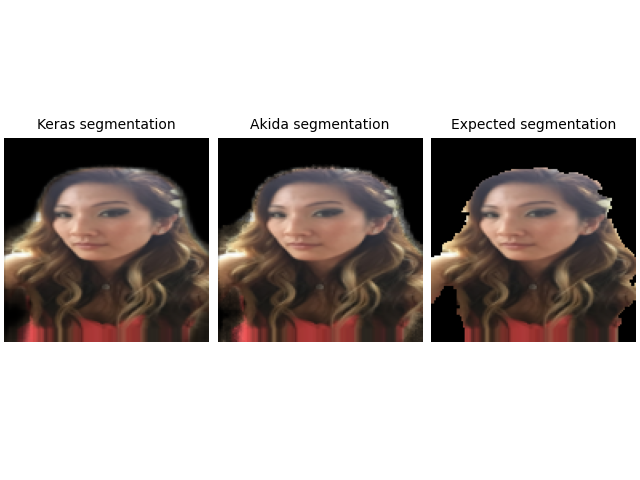 Keras segmentation
Akida segmentation
Expected segmentation